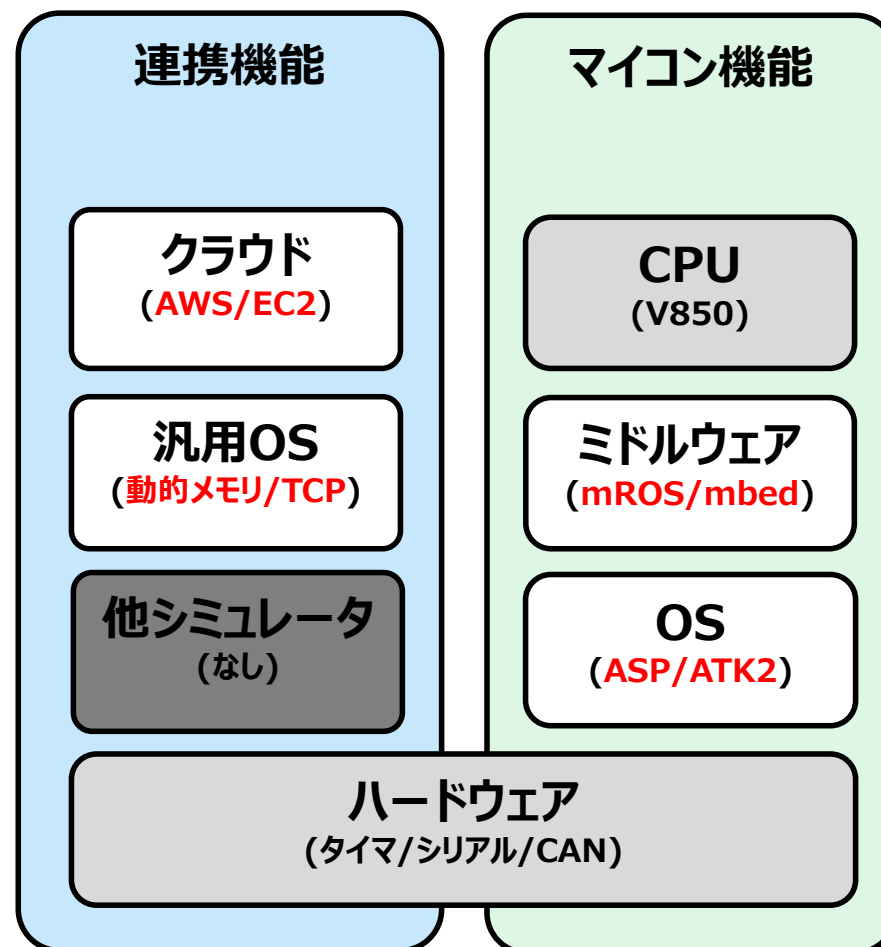 連携機能
クラウド
(AWS/EC2)
汎用OS
(動的メモリ/TCP)
他シミュレータ
(なし)
マイコン機能
CPU
(V850)
ミドルウェア
(mROS/mbed)
OS
(ASP/ATK2)
ハードウェア
(タイマ/シリアル/CAN)